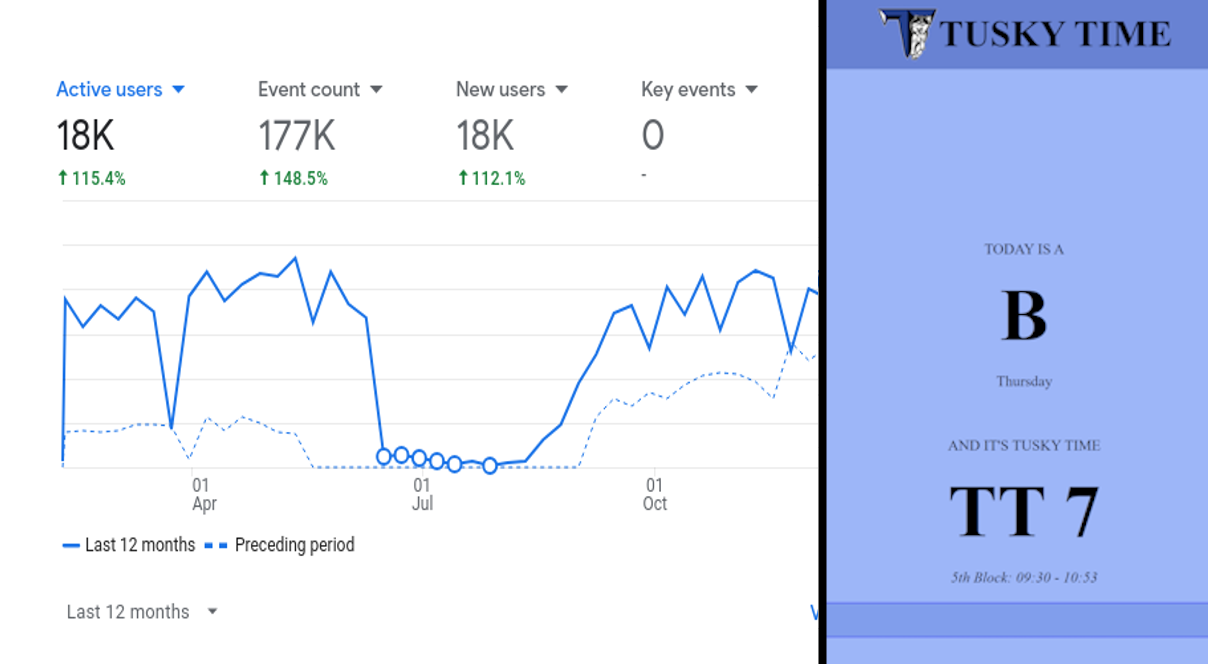 Active users
Event count
New users
Key events
18K
177K
18K
0
115.4%
148.5%
112.1%
-
01
Apr
01
Jul
01
Oct
Last 12 months
Preceding period
Last 12 months
TUSKY TIME
TODAY IS A
B
Thursday
AND IT'S TUSKY TIME
TT 7
5th Block: 09:30 - 10:53